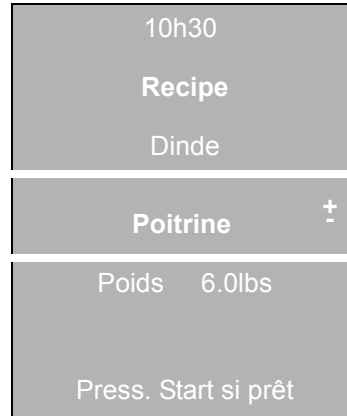 10h30
Recipe
Dinde
Poitrine +
-
Poids 6.0lbs
Press. Start si prêt